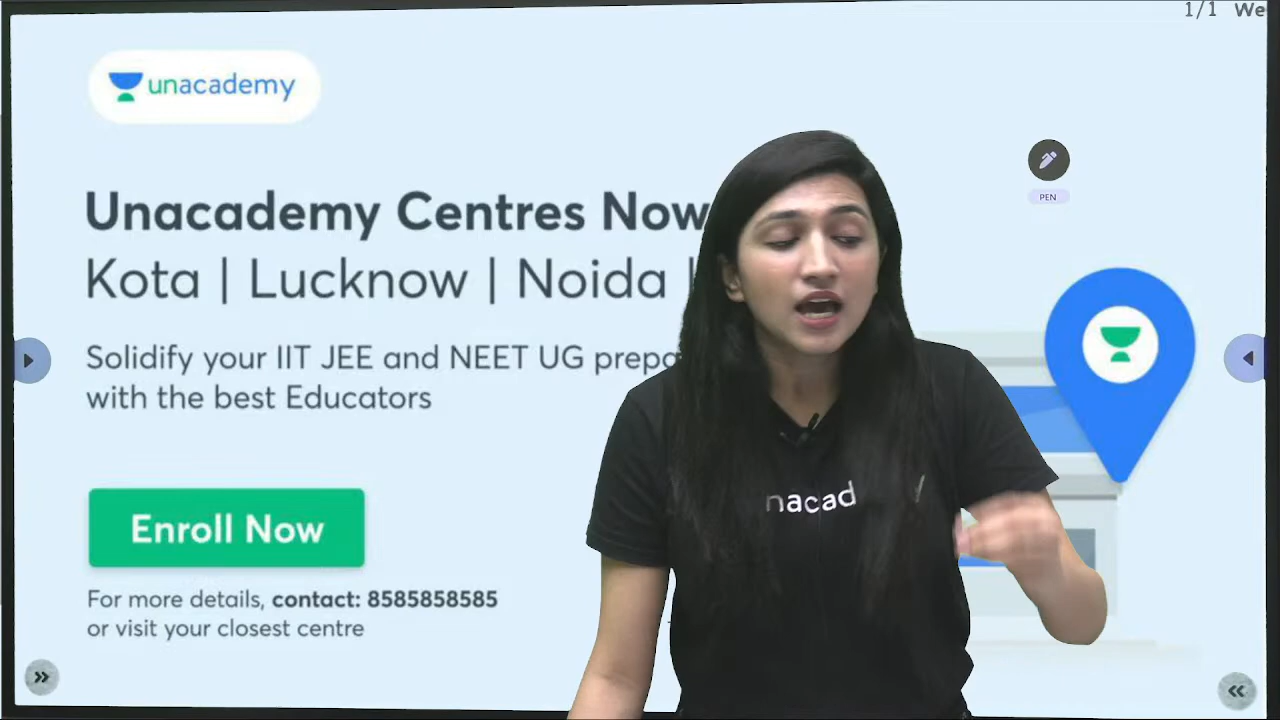 1/1 We
unacademy
PEN
Unacademy Centres Now
Kota | Lucknow | Noida |
Solidify your IIT JEE and NEET UG prepa
with the best Educators
nacad
Enroll Now
For more details, contact: 8585858585
or visit your closest centre